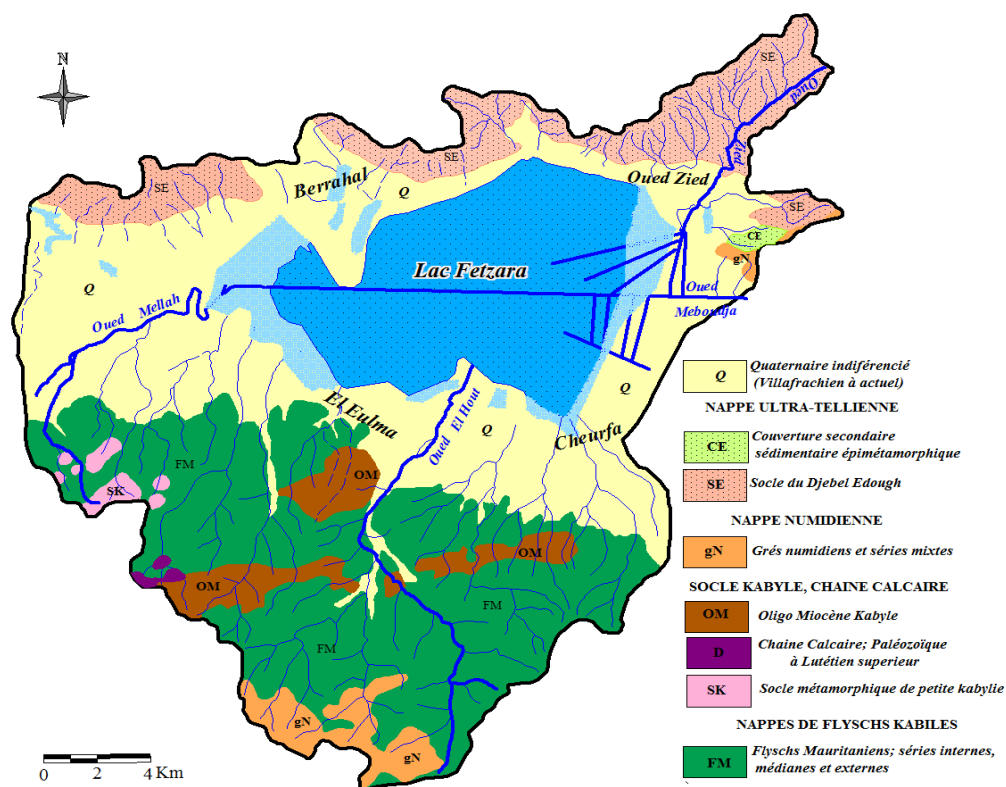 N
SE
Oued
Zied
SE
Berrahal
Q
Oued Zied
SE
SE
CE
gN
Lac Fetzara
Q
Oued Mellah
Oued
Meboudja
Q
El Eulma
Oued El Hout
Q
Cheurfa
FM
OM
SK
OM
OM
FM
FM
gN
gN
0 2 4 Km
Q
Quaternaire indiférencié
(Villafrachien à actuel)
NAPPE ULTRA-TELLIENNE
CE
Couverture secondaire
sédimentaire épimétamorphique
SE
Socle du Djebel Edough
NAPPE NUMIDIENNE
gN
Grés numidiens et séries mixtes
SOCLE KABYLE, CHAINE CALCAIRE
OM
Oligo Miocène Kabyle
D
Chaine Calcaire; Paléozoïque
à Lutétien superieur
SK
Socle métamorphic de petite kabylie
NAPPES DE FLYSCHS KABILES
FM
Flyschs Mauritaniens; séries internes,
médianes et externes